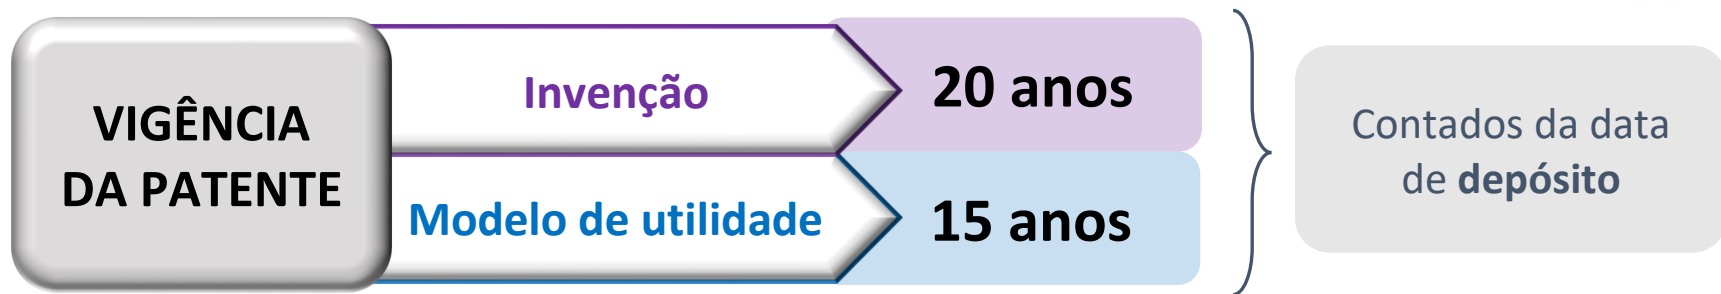 VIGÊNCIA
DA PATENTE
Invenção
20 anos
Modelo de utilidade
15 anos
Contados da data
de depósito